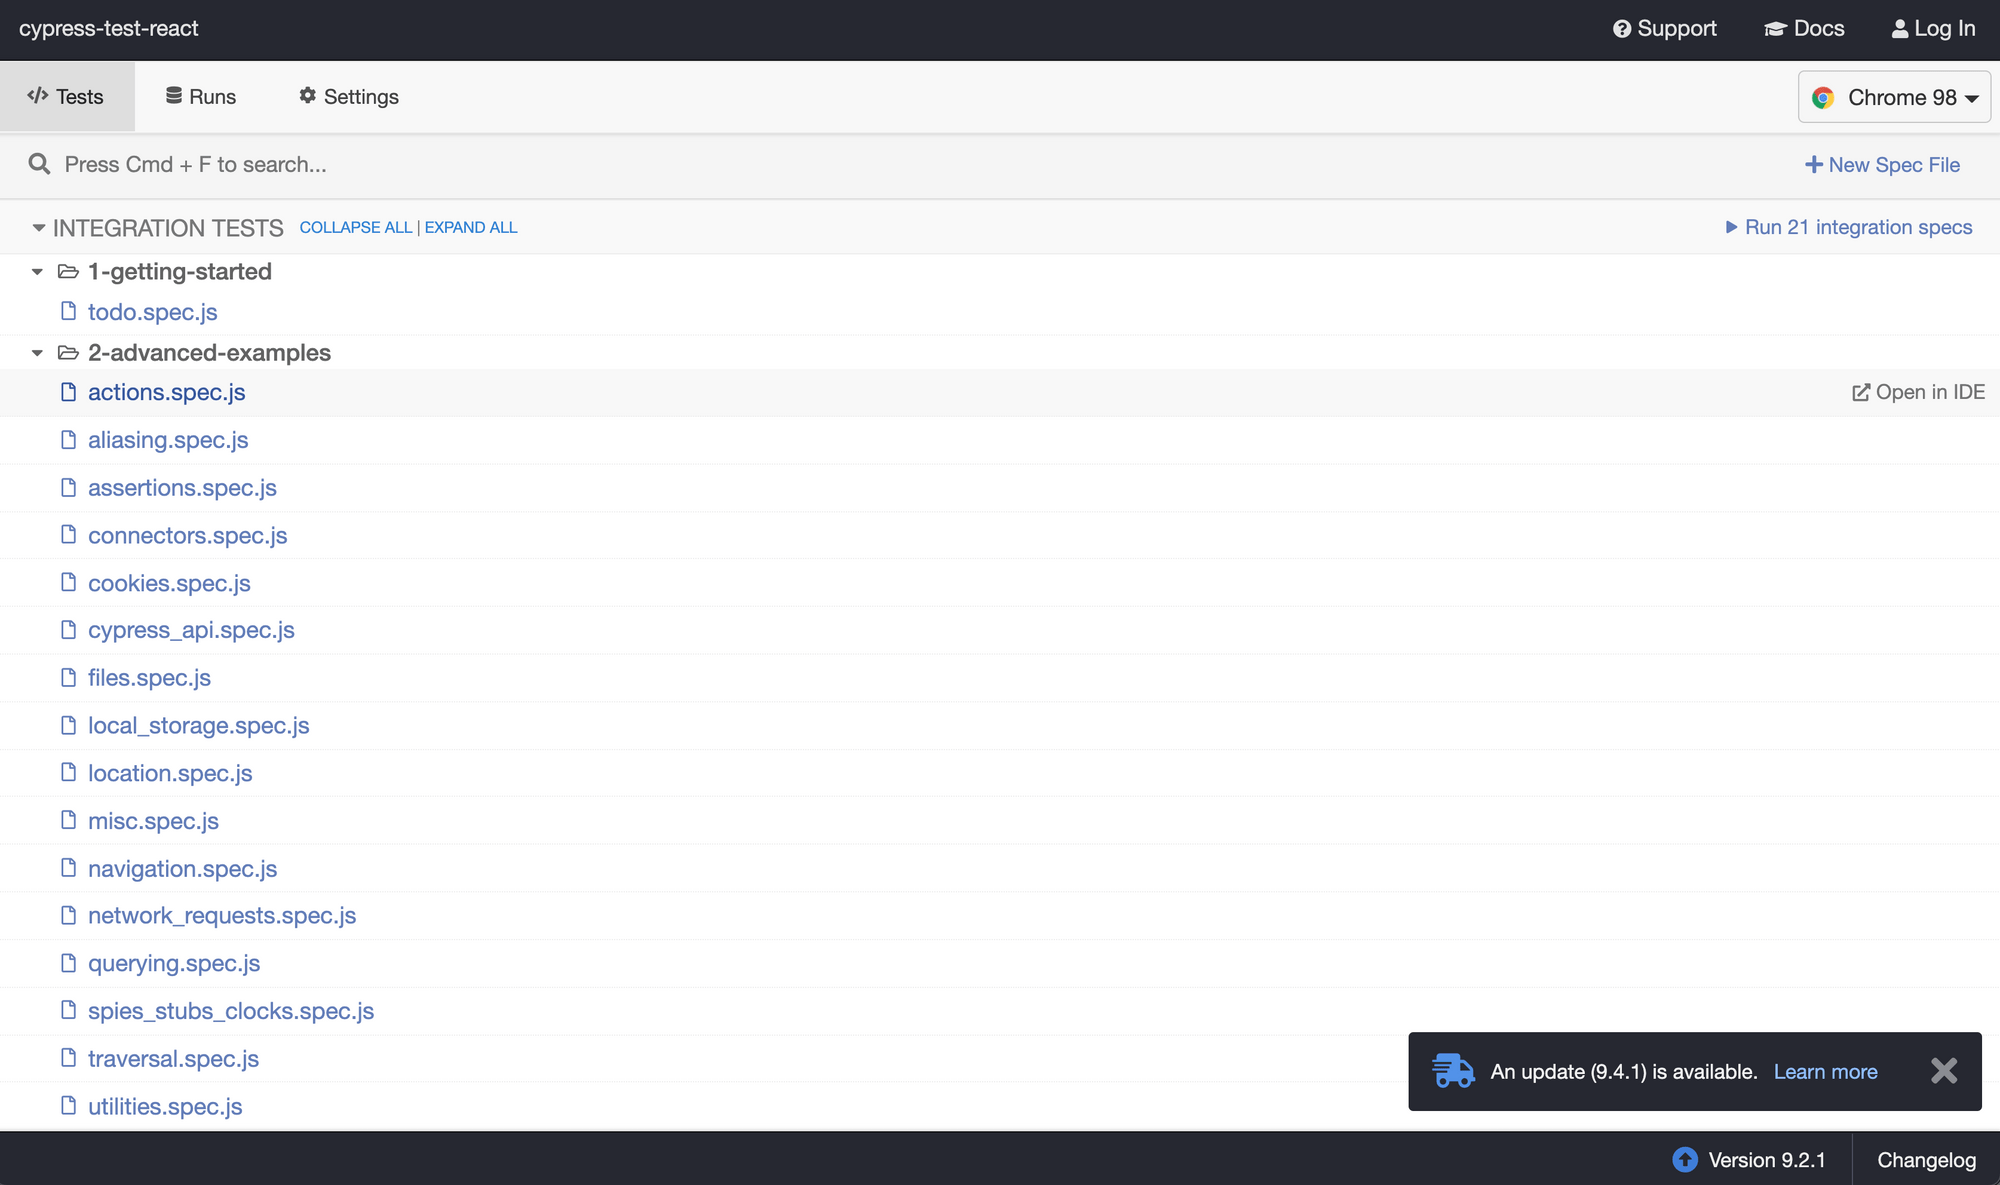 cypress-test-react Support Docs Log In
Tests Runs Settings Chrome 98
Press Cmd + F to search... New Spec File
INTEGRATION TESTS COLLAPSE ALL | EXPAND ALL Run 21 integration specs
1-getting-started
todo.spec.js
2-advanced-examples
actions.spec.js Open in IDE
aliasing.spec.js
assertions.spec.js
connectors.spec.js
cookies.spec.js
cypress_api.spec.js
files.spec.js
local_storage.spec.js
location.spec.js
misc.spec.js
navigation.spec.js
network_requests.spec.js
querying.spec.js
spies_stubs_clocks.spec.js
traversal.spec.js
An update (9.4.1) is available. Learn more
utilities.spec.js
Version 9.2.1 Changelog